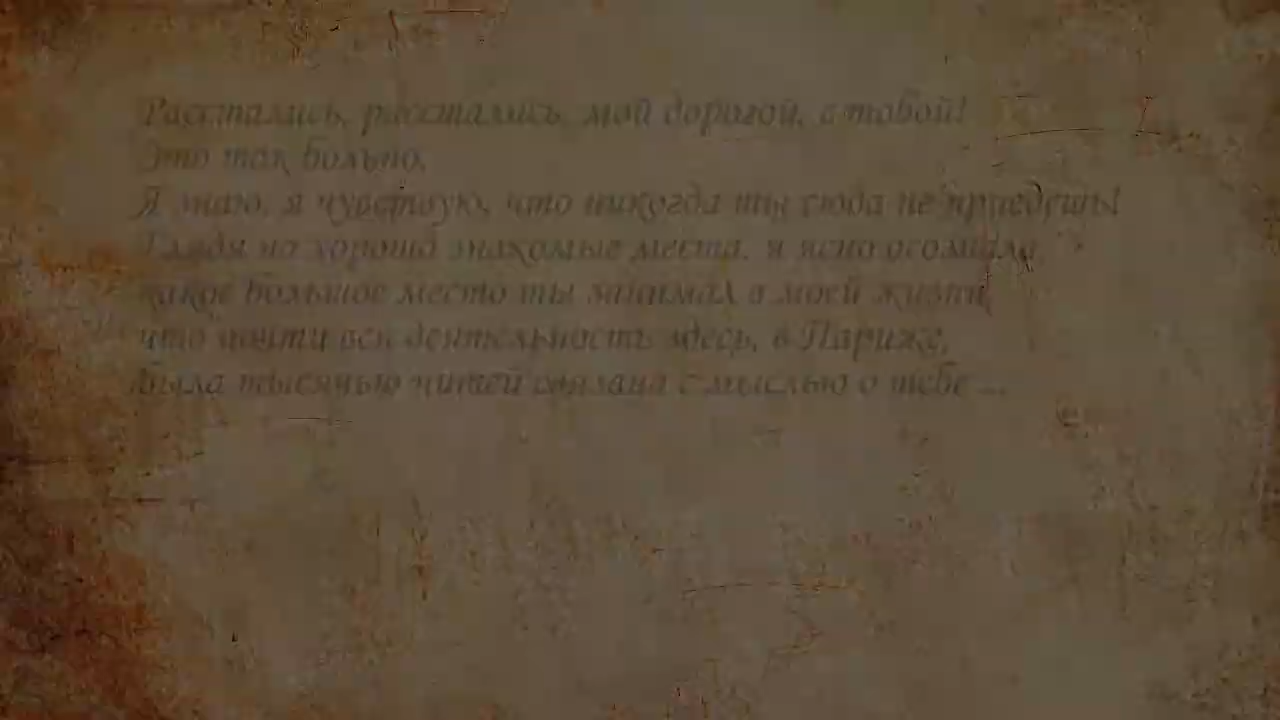 Расстались, расстались, мой дорогой, с тобой!
Это так больно.
Я знаю, я чувствую, что никогда ты сюда не приедешь!
Глядя на хорошо знакомые места, я ясно осознала,
какое большое место ты занимал в моей жизни,
что почти вся деятельность здесь, в Париже,
была тысячью нитей связана с мыслью о тебе ...